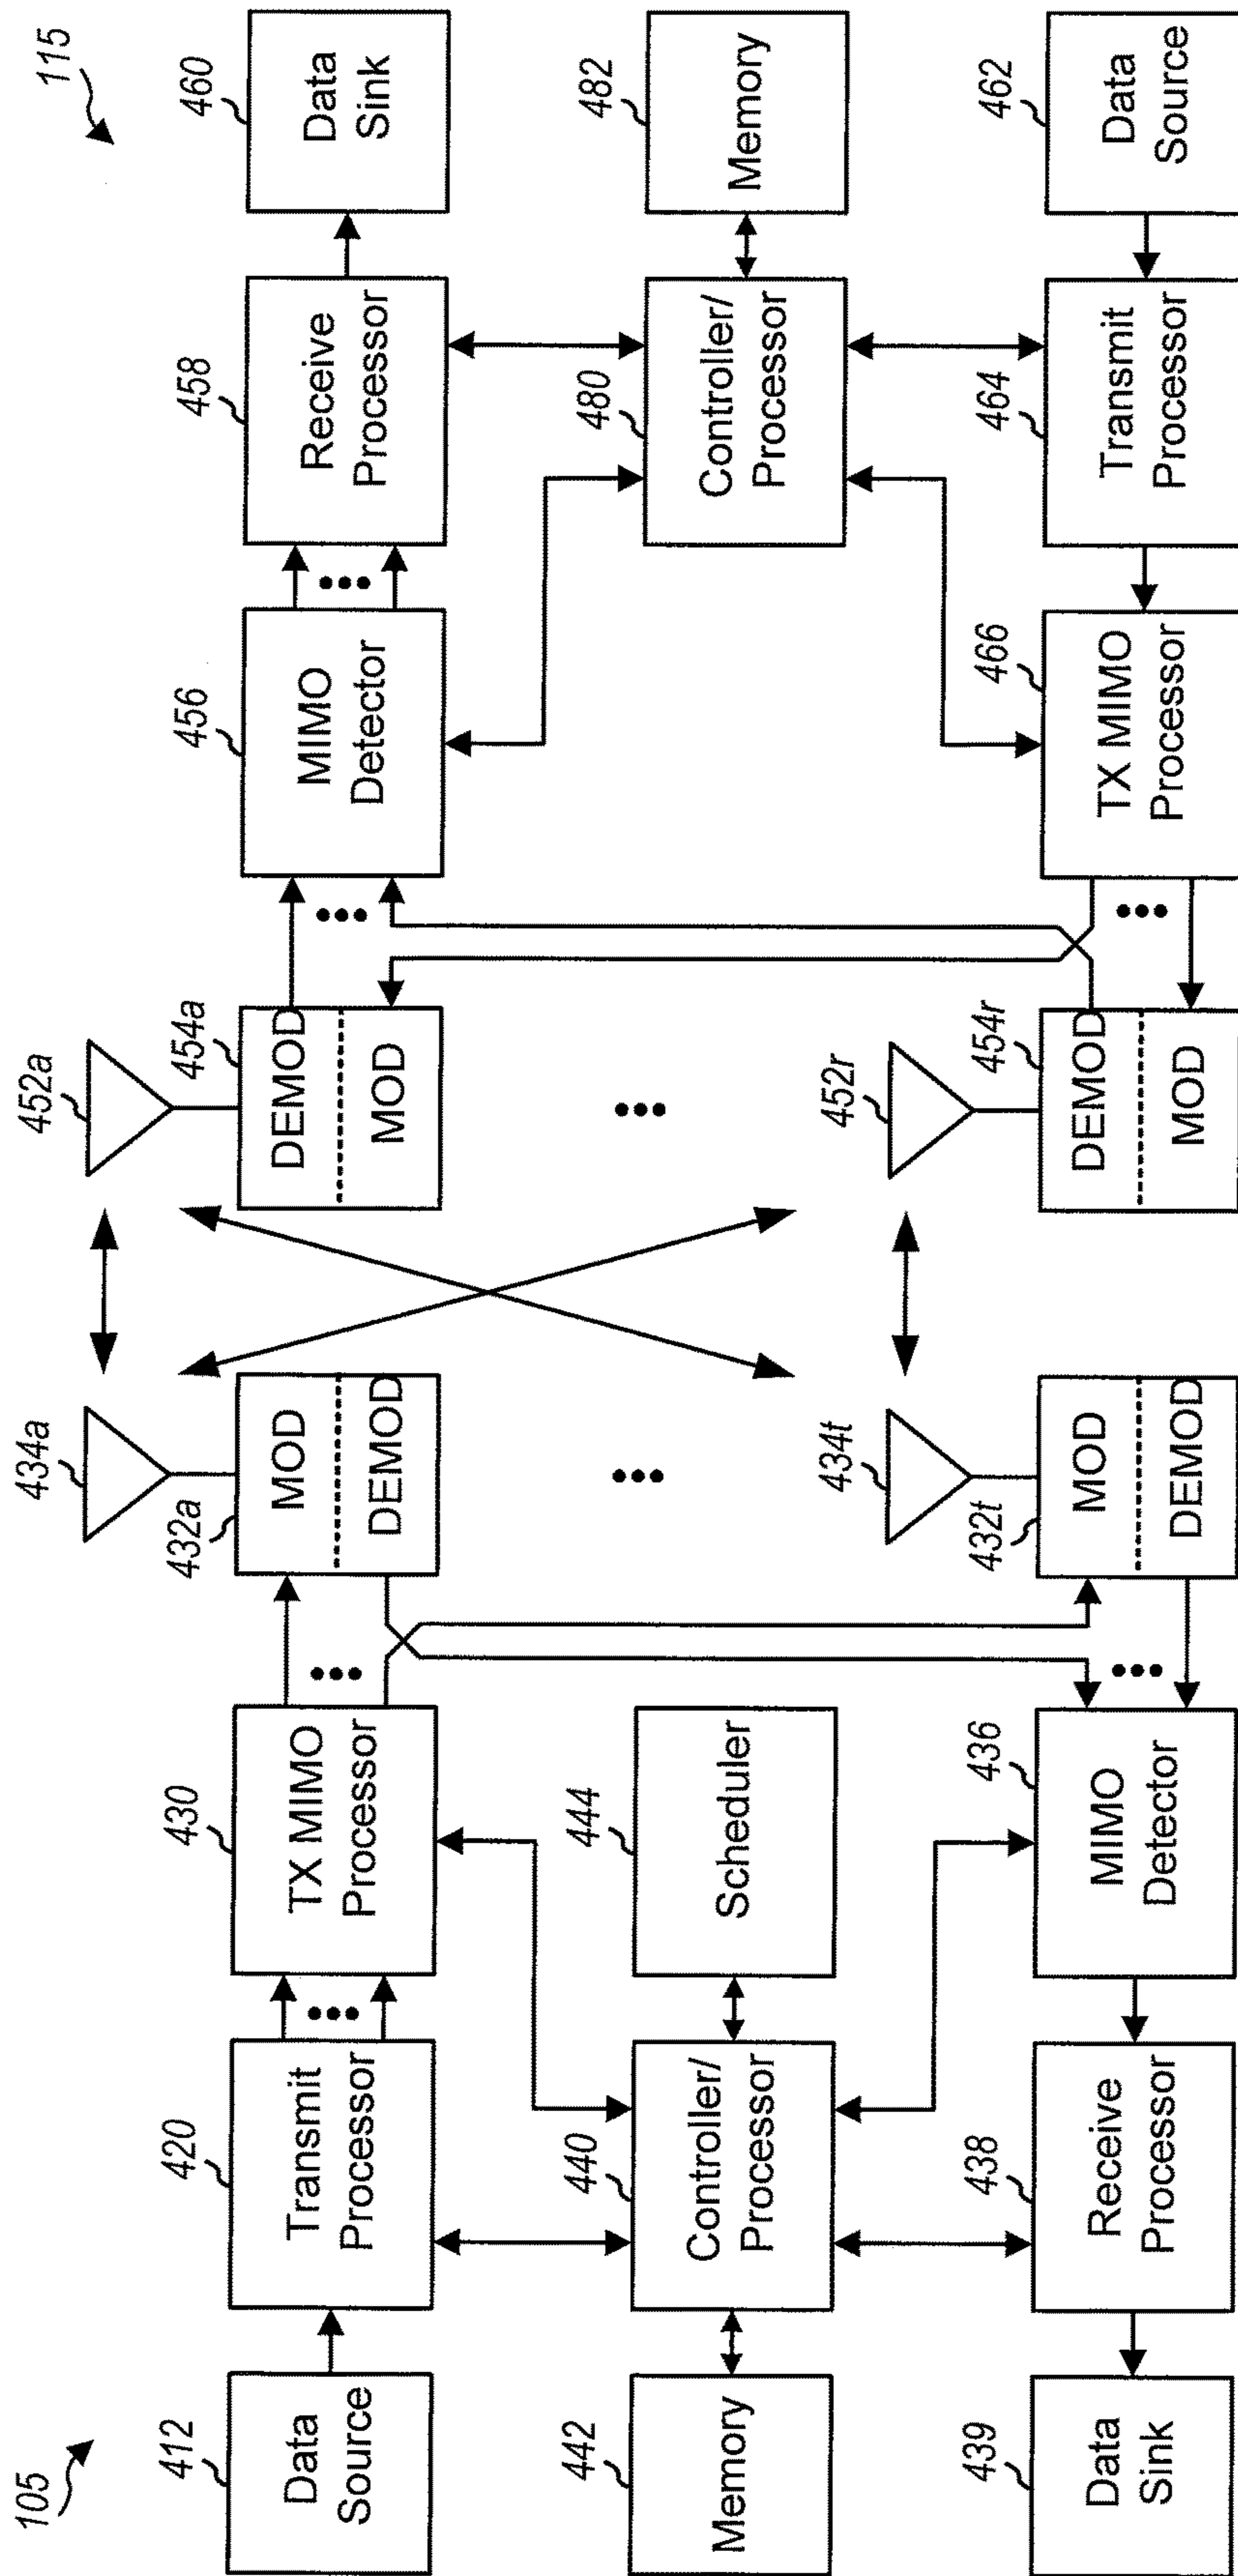 105
115
412
Data
Source
420
Transmit
Processor
430
TX MIMO
Processor
432a
MOD
DEMOD
434a
452a
454a
DEMOD
MOD
456
MIMO
Detector
458
Receive
Processor
460
Data
Sink
442
Memory
440
Controller/
Processor
444
Scheduler
480
Controller/
Processor
482
Memory
439
Data
Sink
438
Receive
Processor
436
MIMO
Detector
432t
MOD
DEMOD
434t
452r
454r
DEMOD
MOD
466
TX MIMO
Processor
464
Transmit
Processor
462
Data
Source